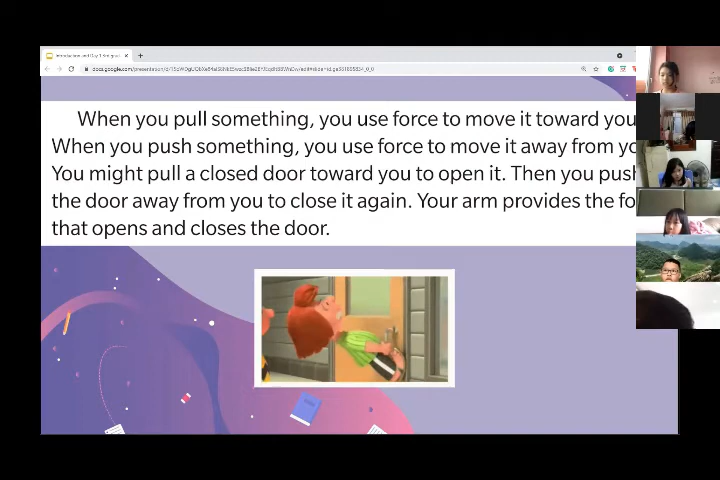 When you pull something, you use force to move it toward you
When you push something, you use force to move it away from
You might pull a closed door toward you to open it. Then you push
the door away from you to close it again. Your arm provides the
that opens and closes the door.